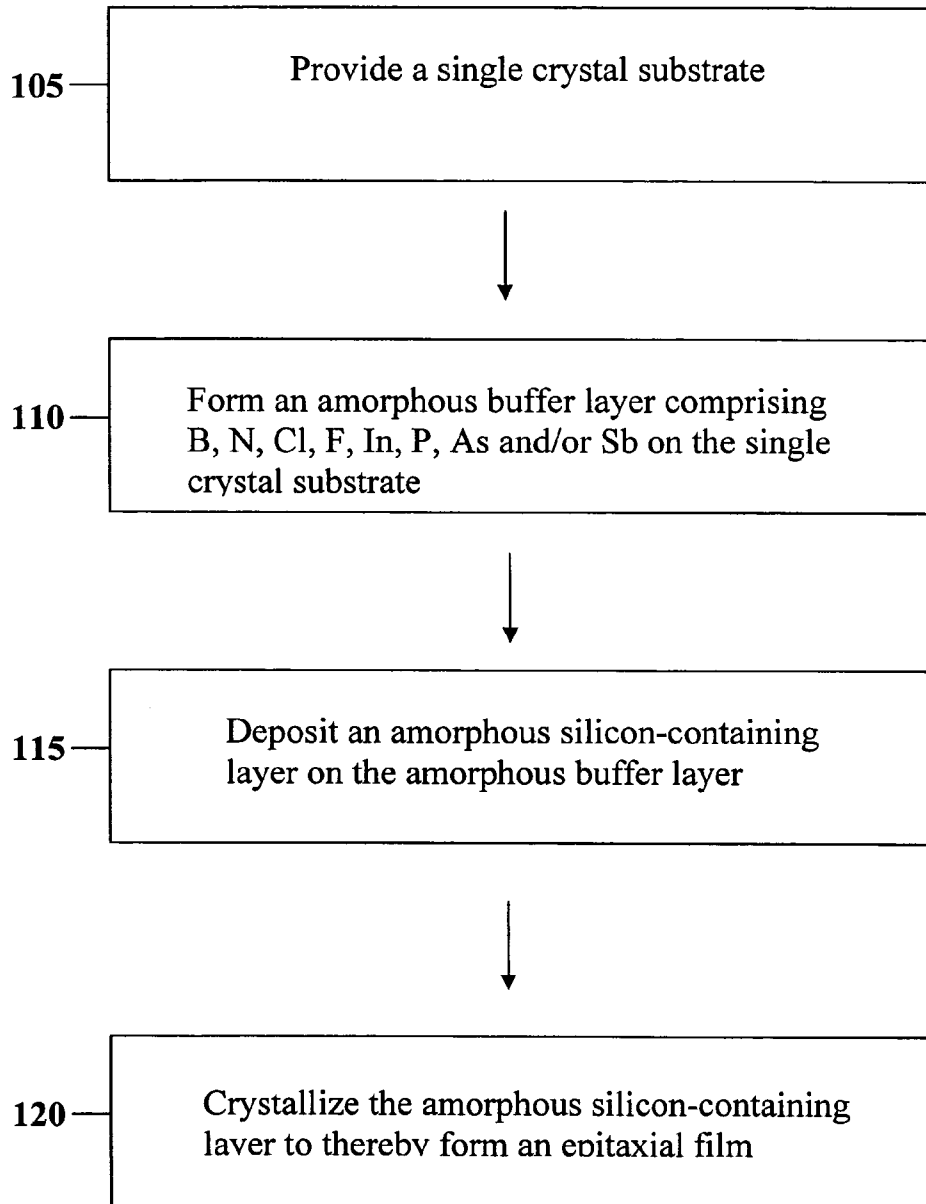 105
Provide a single crystal substrate
110
Form an amorphous buffer layer comprising
B, N, Cl, F, In, P, As and/or Sb on the single
crystal substrate
115
Deposit an amorphous silicon-containing
layer on the amorphous buffer layer
120
Crystallize the amorphous silicon-containing
layer to thereby form an epitaxial film